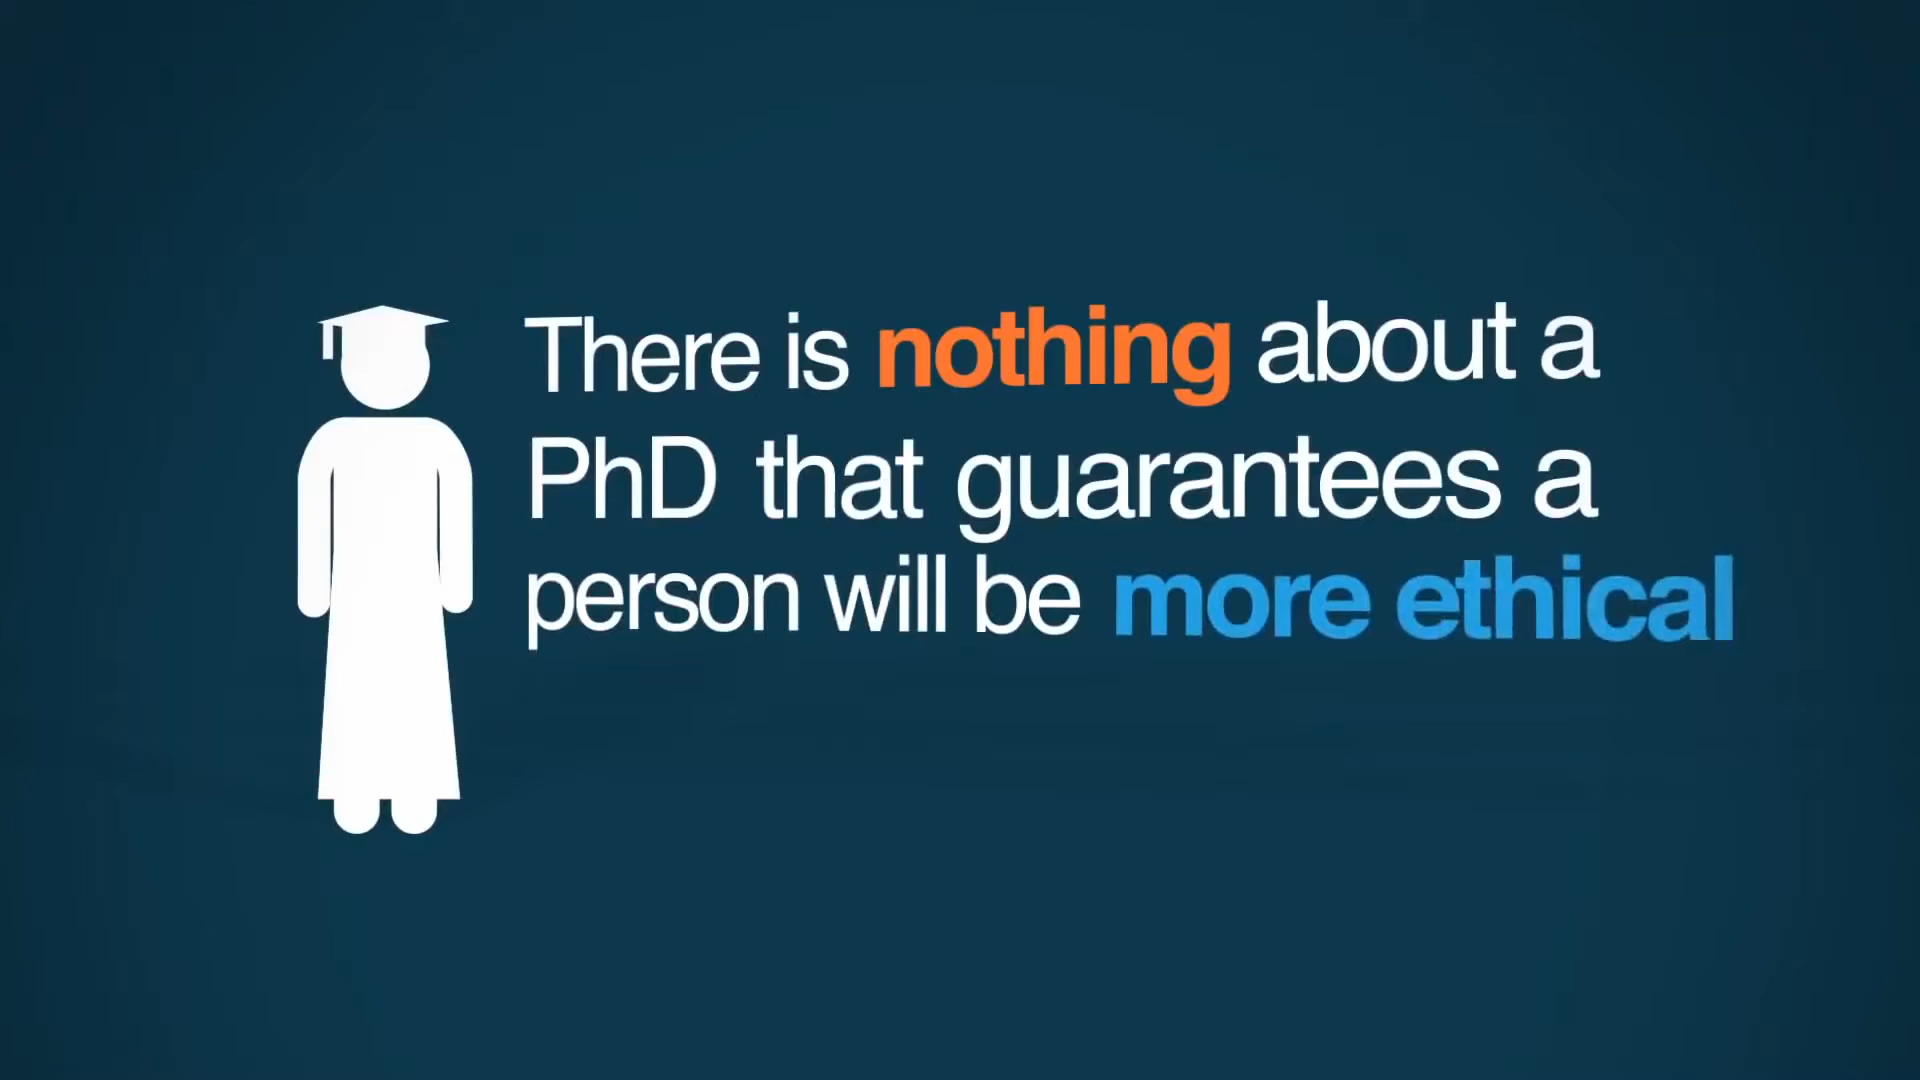 There is nothing about a
PhD that guarantees a
person will be more ethical